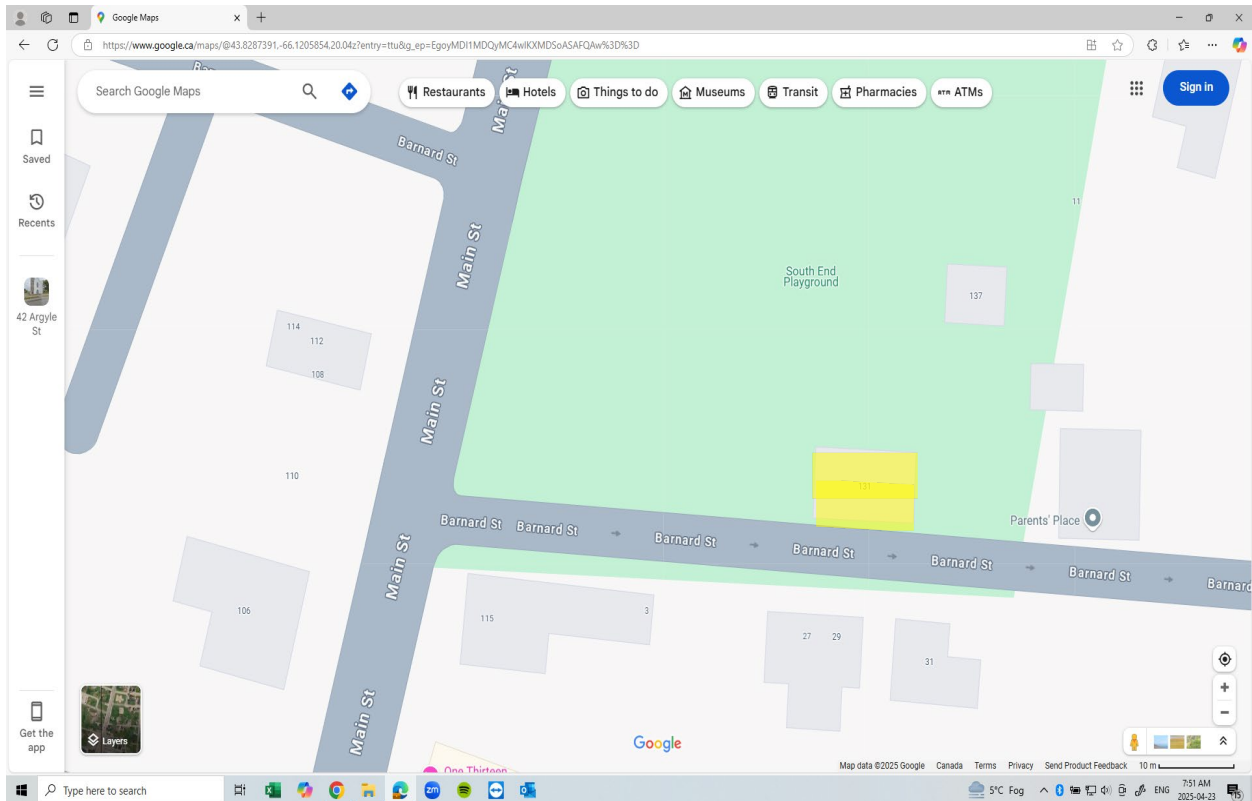 Google Maps
https://www.google.ca/maps/@43.8287391,-66.1205854,20.04z?entry=ttu&g_ep=EgoyMDI1MDQyMC4wIKXMDSoASAFQAw%3D%3D
Search Google Maps
Restaurants
Hotels
Things to do
Museums
Transit
Pharmacies
ATM ATMs
Sign in
Saved
Recents
42 Argyle
St
Get the
app
Layers
Main St
Barnard St
Main St
11
South End
Playground
137
114
112
108
Main St
110
131
Parents' Place
Barnard St
Barnard St
Barnard St
Barnard St
Barnard St
Barnard St
Barnard
Main St
106
115
3
27
29
31
Main St
One Thirteen
Google
Map data ©2025 Google
Canada
Terms
Privacy
Send Product Feedback
10 m
Type here to search
zm
5°C Fog
ENG
7:51 AM
2025-04-23
15